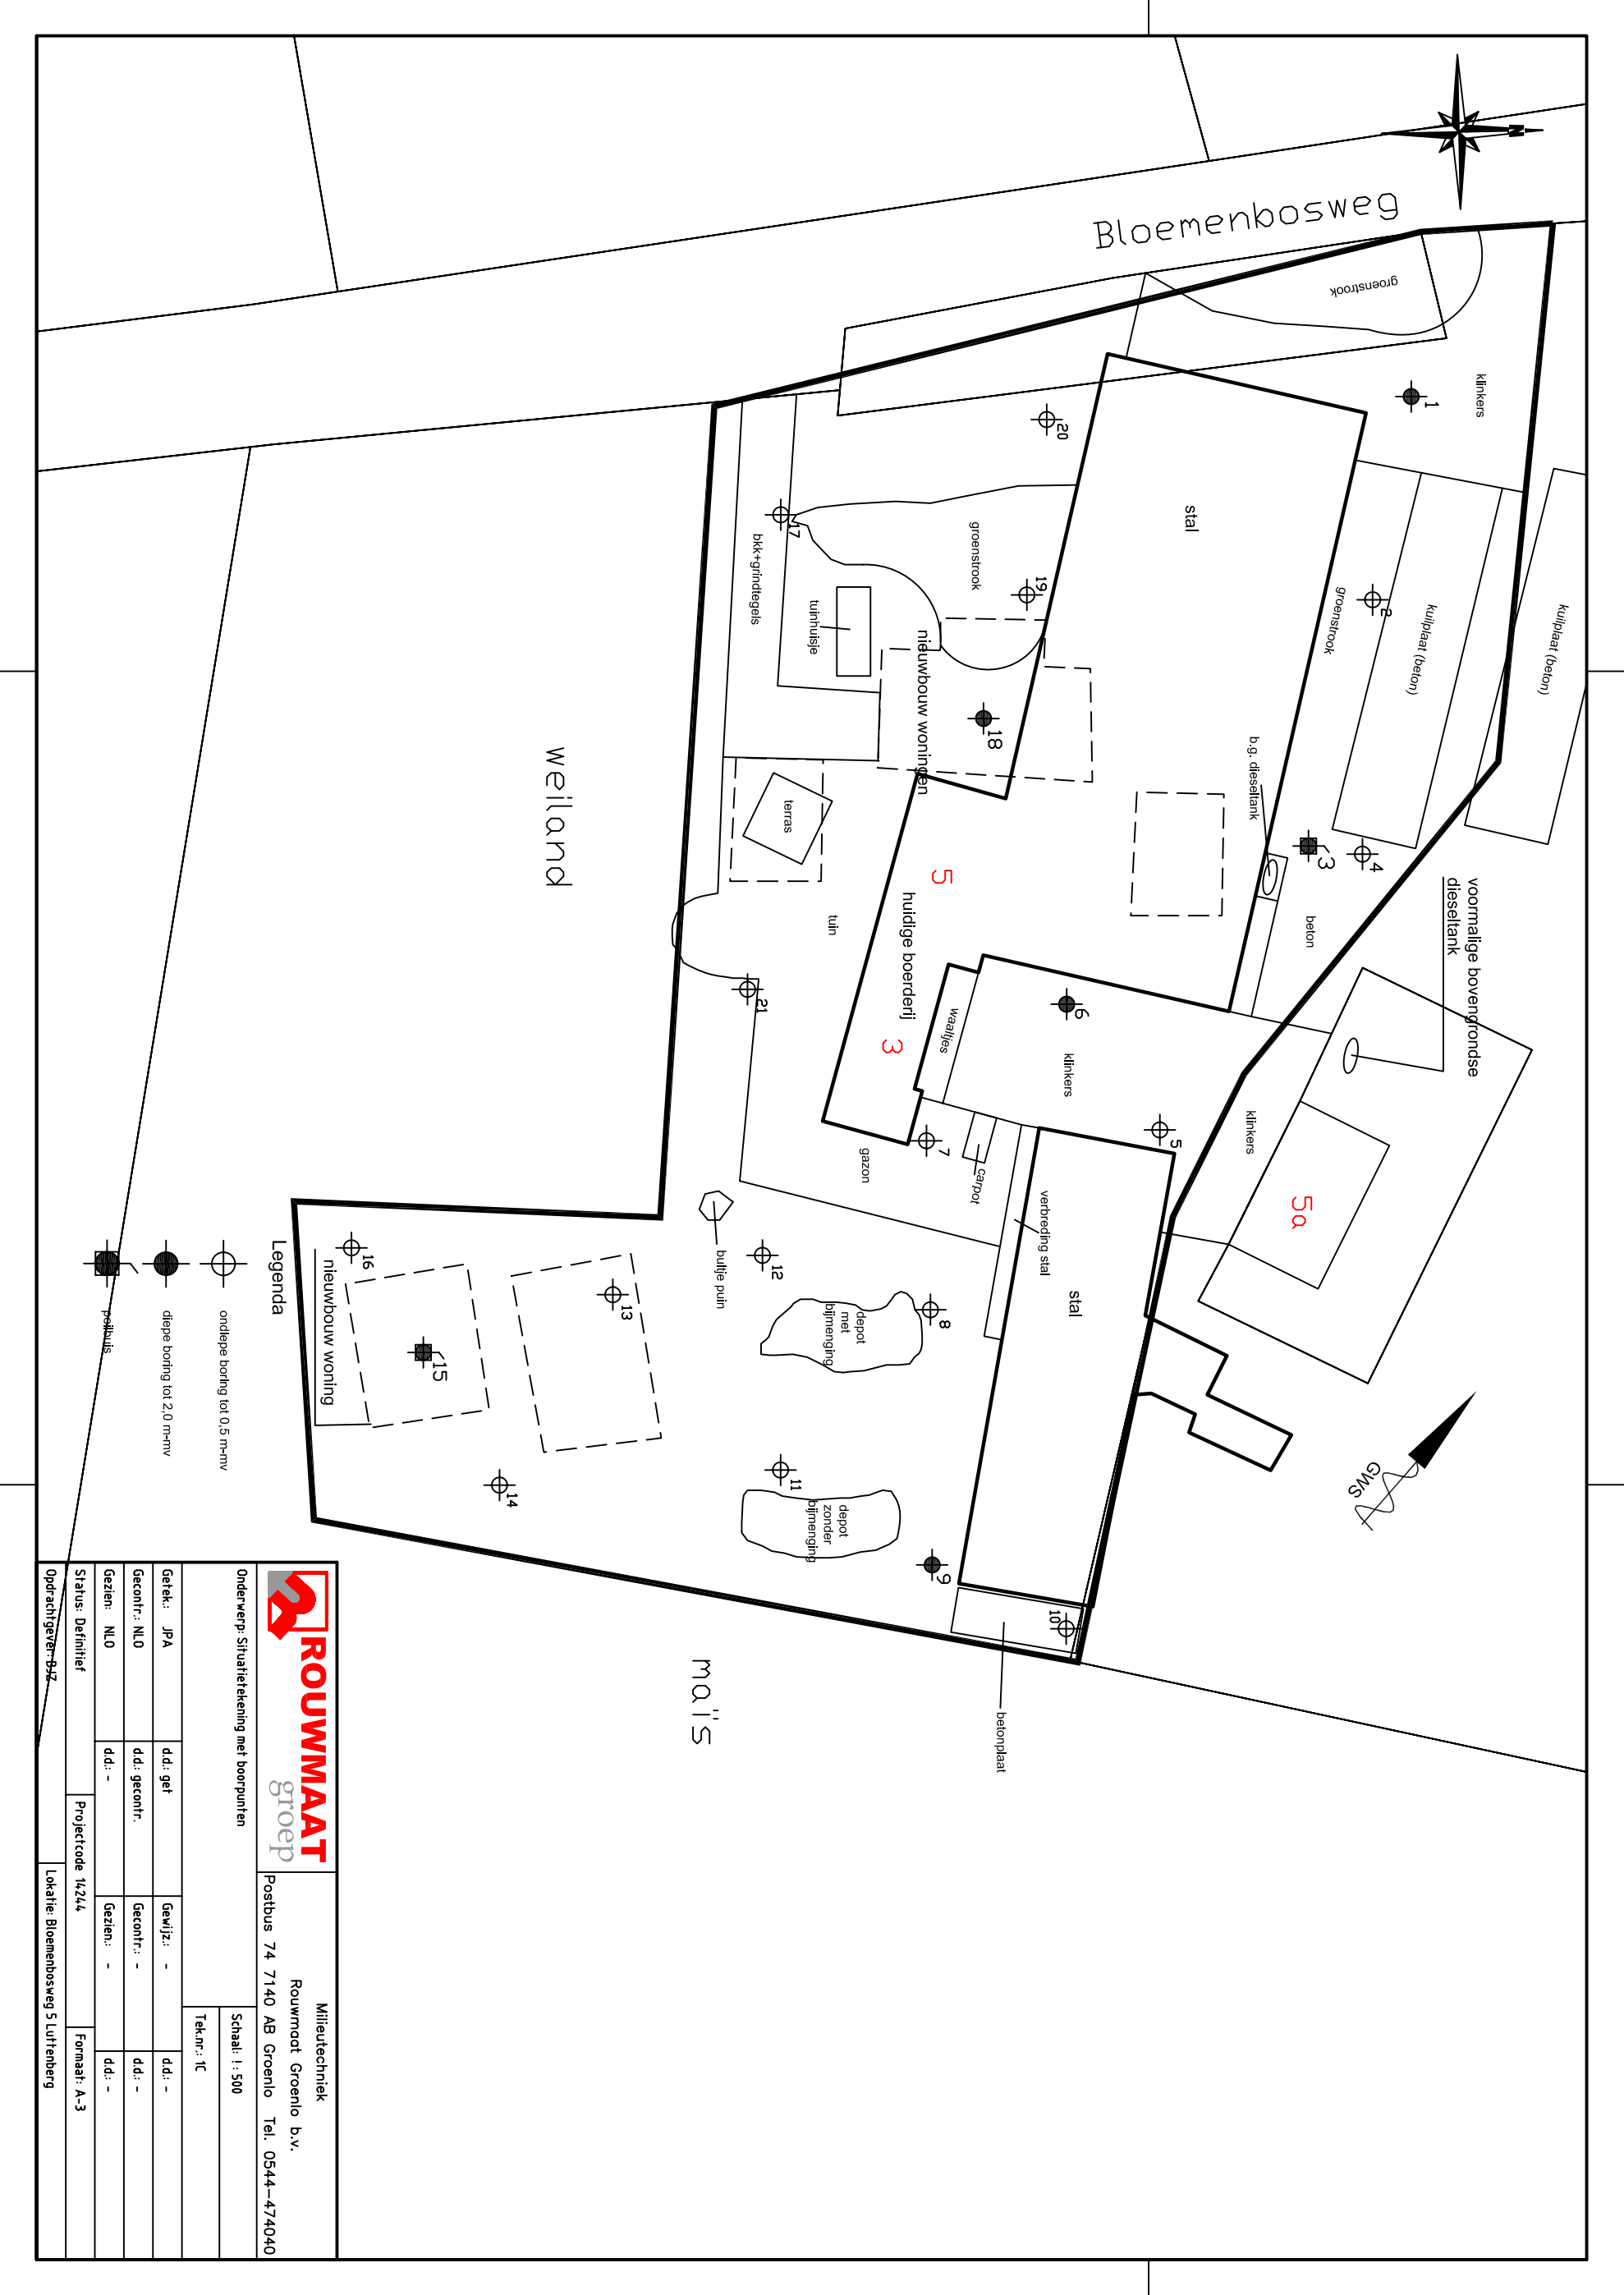 N
Bloemenbosweg
groenstrook
klinkers
1
20
stal
kuilplaat (beton)
kuilplaat (beton)
groenstrook
2
17
bkk+grindtegels
groenstrook
19
tuinhuisje
nieuwbouw woningen
18
b.g. dieseltank
weiland
terras
3
4
5
huidige boerderij
tuin
beton
voormalige bovengrondse
dieseltank
21
3
waaltjes
6
klinkers
klinkers
5
7
carpot
gazon
5a
verbreding stal
stal
bultje puin
12
8
depot
met
bijmenging
16
13
15
nieuwbouw woning
14
11
depot
zonder
bijmenging
9
10
GWS
betonplaat
maïs
Legenda
ondiepe boring tot 0,5 m-mv
diepe boring tot 2,0 m-mv
peilbuis
ROUWMAAT
groep
Milieutechniek
Rouwmaat Groenlo b.v.
Postbus 74 7140 AB Groenlo Tel. 0544-474040
Onderwerp: Situatietekening met boorpunten
Schaal: 1 : 500
Tek.nr.: 1C
Getek.: JPA
d.d.: get
Gewijz.: -
d.d.: -
Gecontr.: NLO
d.d.: gecontr.
Gecontr.: -
d.d.: -
Gezien: NLO
d.d.: -
Gezien.: -
d.d.: -
Status: Definitief
Projectcode 14244
Formaat: A-3
Opdrachtgever: BJZ
Lokatie: Bloemenbosweg 5 Luttenberg